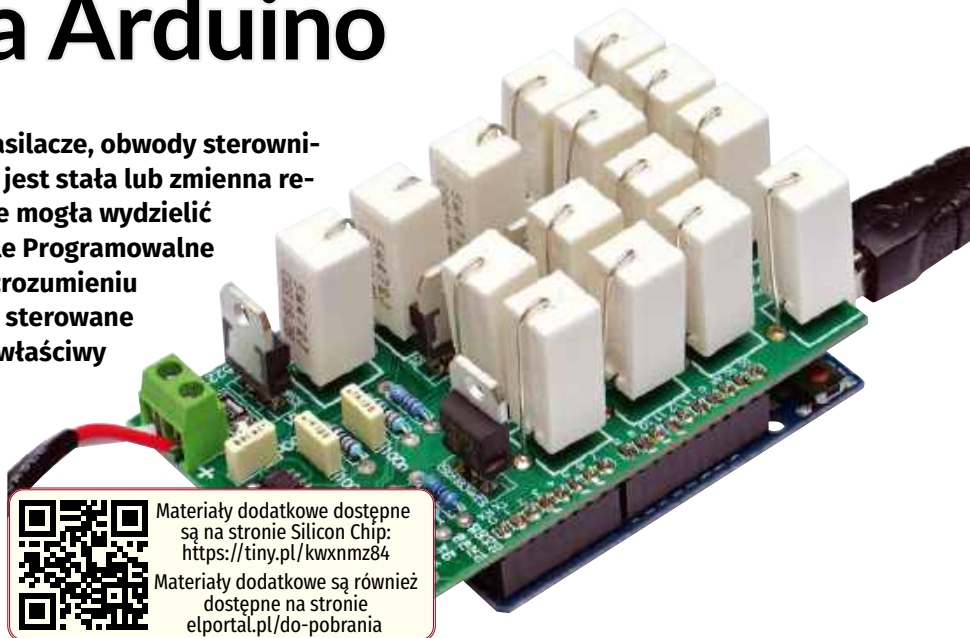 a Arduino
asilacze, obwody sterowni-
jest stała lub zmienna re-
e mogła wydzielić
le Programowalne
rozumieniu
sterowane
właściwy
Materiały dodatkowe dostępne
są na stronie Silicon Chip:
https://tiny.pl/kwxnmz84
Materiały dodatkowe są również
dostępne na stronie
elportal.pl/do-pobrania